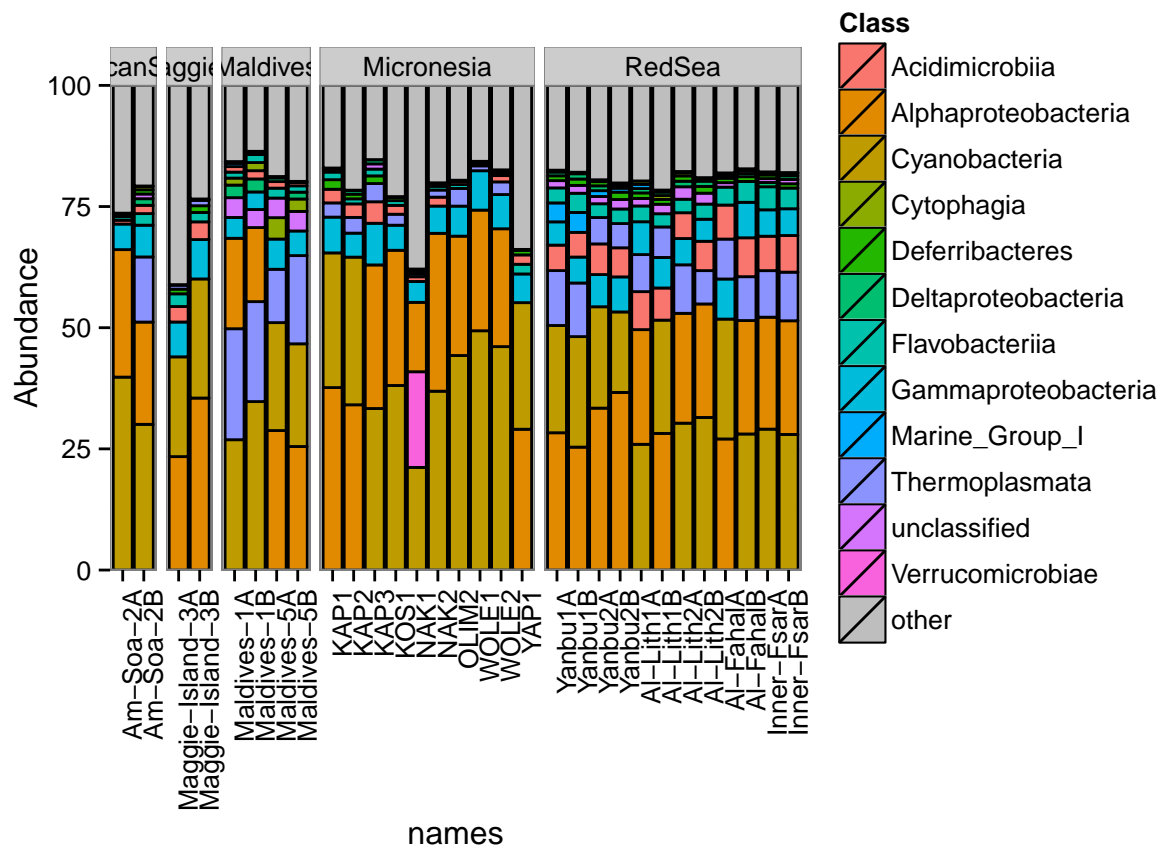 Class
Acidimicrobiia
Alphaproteobacteria
Cyanobacteria
Cytophagia
Deferribacteres
Deltaproteobacteria
Flavobacteriia
Gammaproteobacteria
Marine_Group_I
Thermoplasmata
unclassified
Verrucomicrobiae
other
canS aggie Maldives Micronesia RedSea
100
75
50
25
0
Abundance
Am−Soa−2A
Am−Soa−2B
Maggie−Island−3A
Maggie−Island−3B
Maldives−1A
Maldives−1B
Maldives−5A
Maldives−5B
KAP1
KAP2
KAP3
KOS1
NAK1
NAK2
OLIM2
WOLE1
WOLE2
YAP1
Yanbu1A
Yanbu1B
Yanbu2A
Yanbu2B
Al−Lith1A
Al−Lith1B
Al−Lith2A
Al−Lith2B
Al−FahalA
Al−FahalB
Inner−FsarA
Inner−FsarB
names